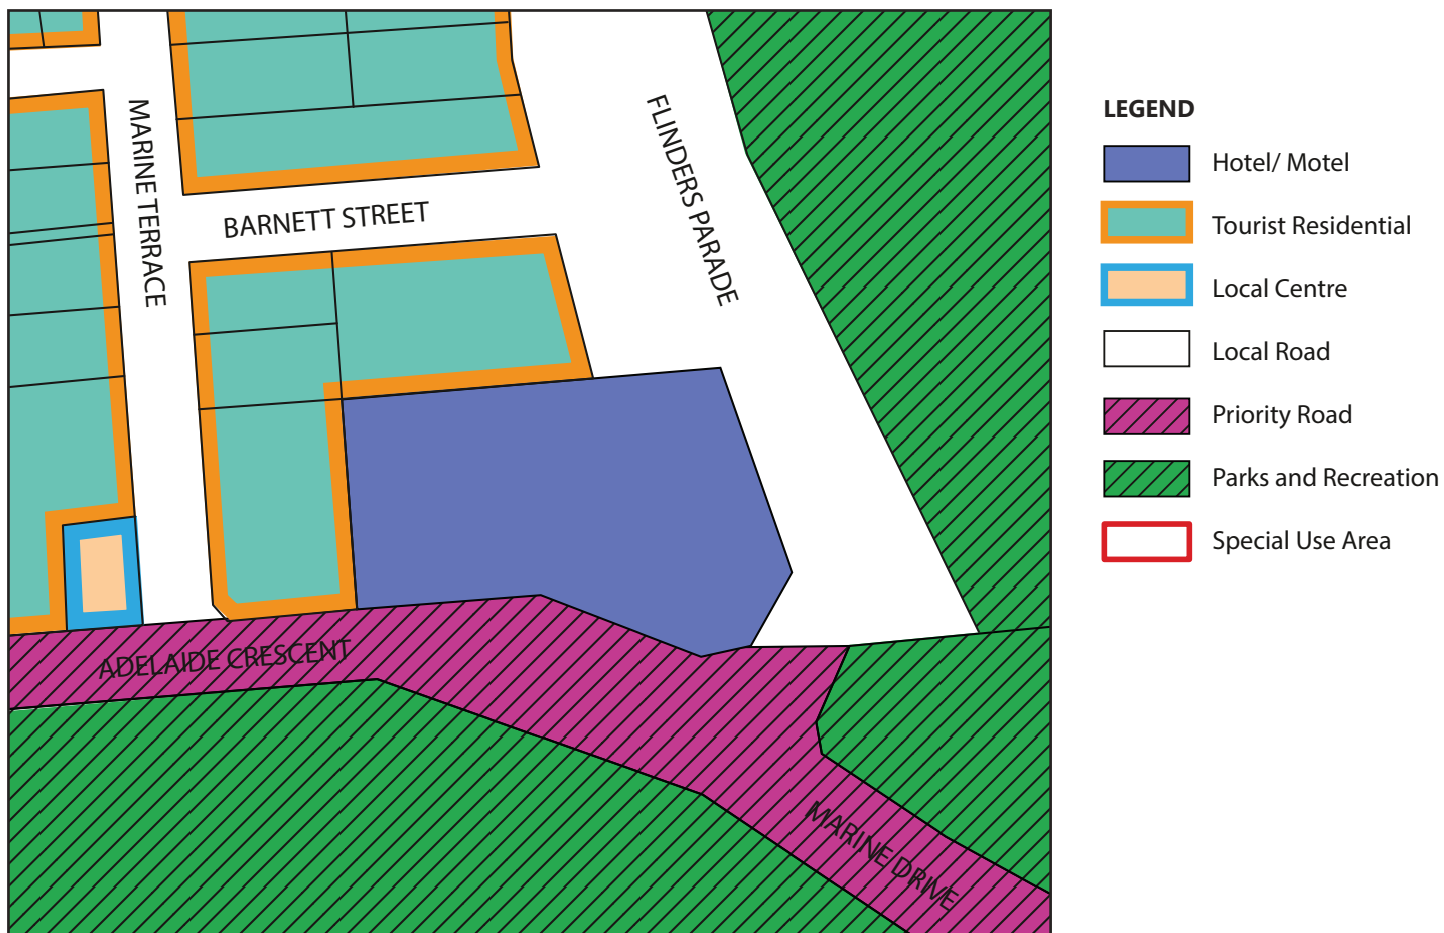 MARINE TERRACE
BARNETT STREET
FLINDERS PARADE
ADELAIDE CRESCENT
MARINE DRIVE
LEGEND
Hotel/ Motel
Tourist Residential
Local Centre
Local Road
Priority Road
Parks and Recreation
Special Use Area